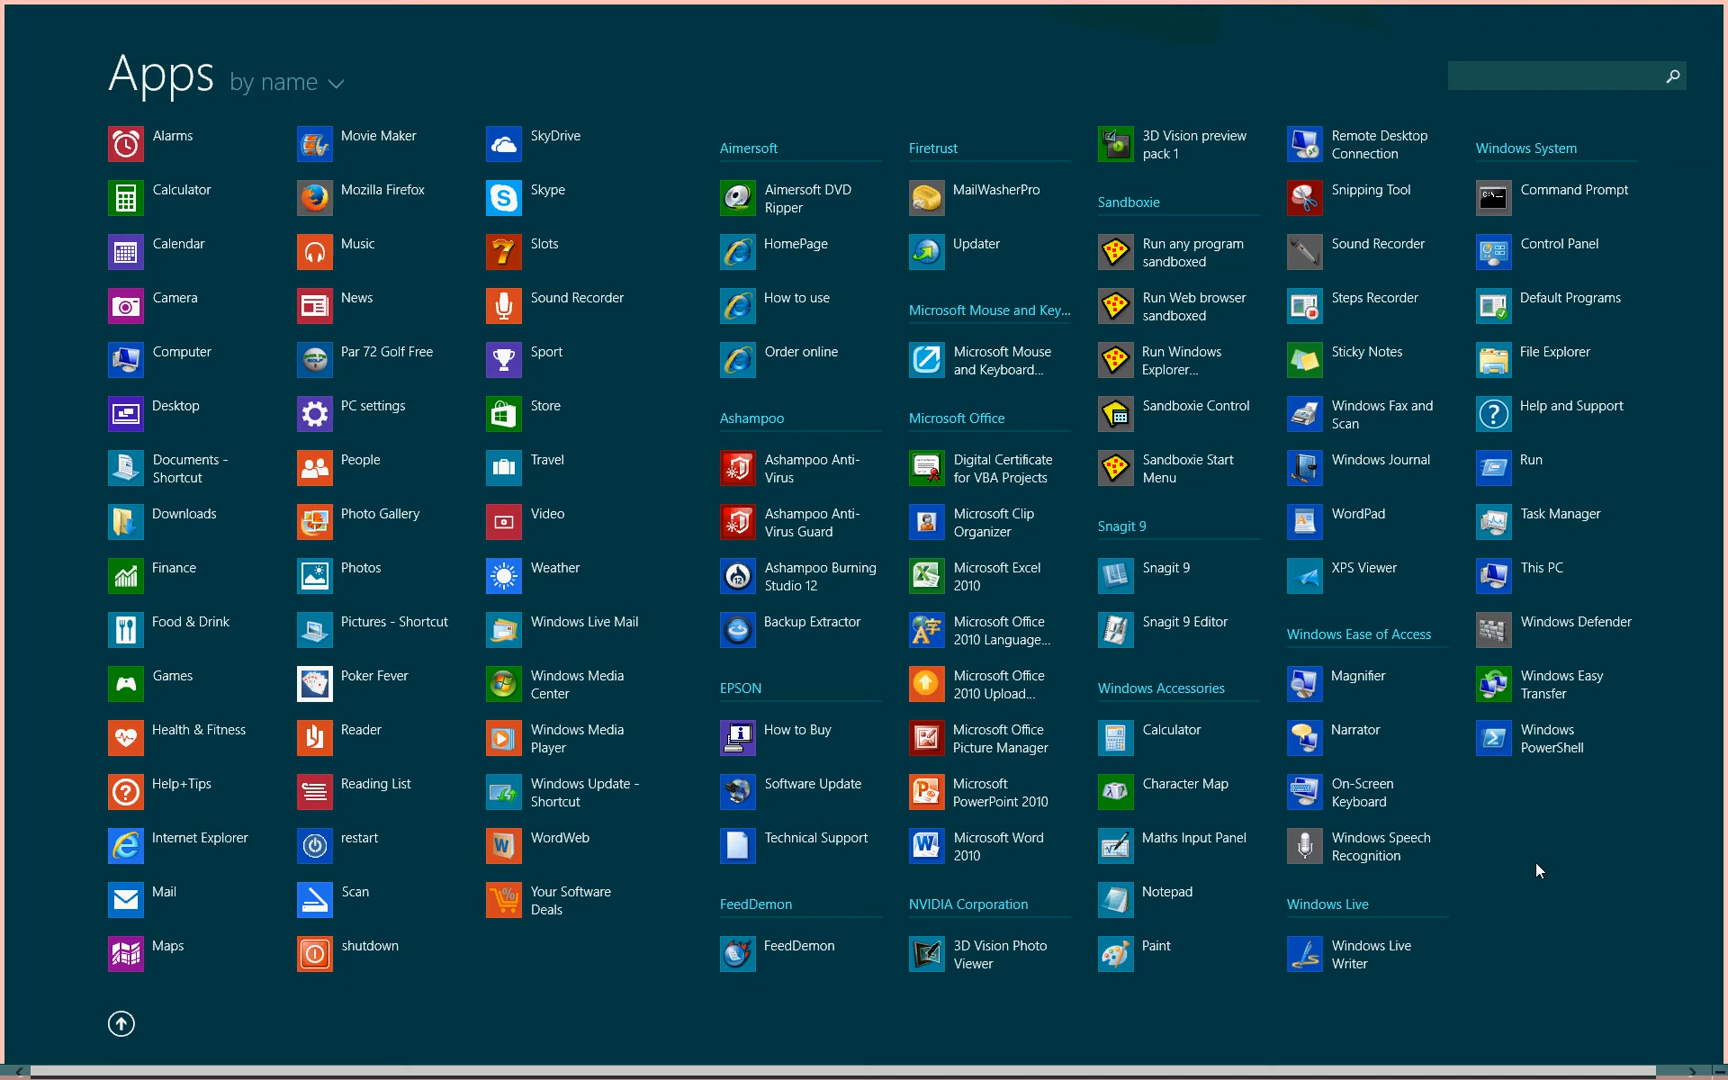 Apps by name
Alarms
Calculator
Calendar
Camera
Computer
Desktop
Documents -
Shortcut
Downloads
Finance
Food & Drink
Games
Health & Fitness
Help+Tips
Internet Explorer
Mail
Maps
Movie Maker
Mozilla Firefox
Music
News
Par 72 Golf Free
PC settings
People
Photo Gallery
Photos
Pictures - Shortcut
Poker Fever
Reader
Reading List
restart
Scan
shutdown
SkyDrive
Skype
Slots
Sound Recorder
Sport
Store
Travel
Video
Weather
Windows Live Mail
Windows Media
Center
Windows Media
Player
Windows Update -
Shortcut
WordWeb
Your Software
Deals
Aimersoft
Aimersoft DVD
Ripper
HomePage
How to use
Order online
Ashampoo
Ashampoo Anti-
Virus
Ashampoo Anti-
Virus Guard
Ashampoo Burning
Studio 12
Backup Extractor
EPSON
How to Buy
Software Update
Technical Support
FeedDemon
FeedDemon
Firetrust
MailWasherPro
Updater
Microsoft Mouse and Key...
Microsoft Mouse
and Keyboard...
Microsoft Office
Digital Certificate
for VBA Projects
Microsoft Clip
Organizer
Microsoft Excel
2010
Microsoft Office
2010 Language...
Microsoft Office
2010 Upload...
Microsoft Office
Picture Manager
Microsoft
PowerPoint 2010
Microsoft Word
2010
NVIDIA Corporation
3D Vision Photo
Viewer
3D Vision preview
pack 1
Sandboxie
Run any program
sandboxed
Run Web browser
sandboxed
Run Windows
Explorer...
Sandboxie Control
Sandboxie Start
Menu
Snagit 9
Snagit 9
Snagit 9 Editor
Windows Accessories
Calculator
Character Map
Maths Input Panel
Notepad
Paint
Remote Desktop
Connection
Snipping Tool
Sound Recorder
Steps Recorder
Sticky Notes
Windows Fax and
Scan
Windows Journal
WordPad
XPS Viewer
Windows Ease of Access
Magnifier
Narrator
On-Screen
Keyboard
Windows Speech
Recognition
Windows Live
Windows Live
Writer
Windows System
Command Prompt
Control Panel
Default Programs
File Explorer
Help and Support
Run
Task Manager
This PC
Windows Defender
Windows Easy
Transfer
Windows
PowerShell